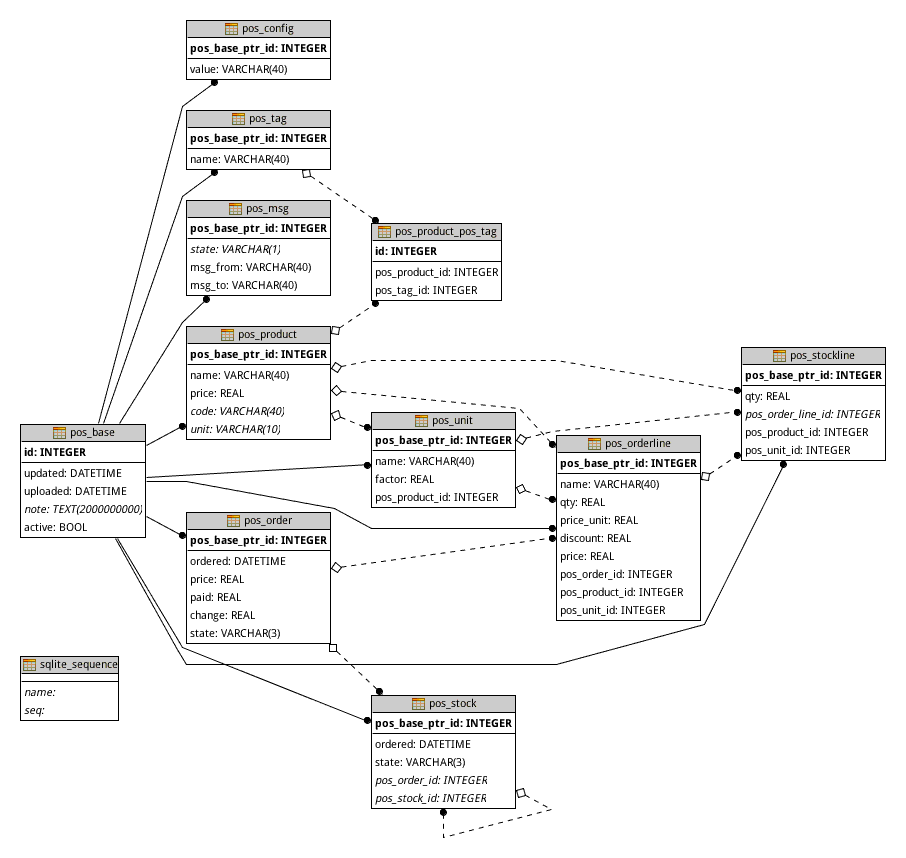 pos_config
pos_base_ptr_id: INTEGER
value: VARCHAR(40)
pos_tag
pos_base_ptr_id: INTEGER
name: VARCHAR(40)
pos_msg
pos_base_ptr_id: INTEGER
state: VARCHAR(1)
msg_from: VARCHAR(40)
msg_to: VARCHAR(40)
pos_product_pos_tag
id: INTEGER
pos_product_id: INTEGER
pos_tag_id: INTEGER
pos_product
pos_base_ptr_id: INTEGER
name: VARCHAR(40)
price: REAL
code: VARCHAR(40)
unit: VARCHAR(10)
pos_stockline
pos_base_ptr_id: INTEGER
qty: REAL
pos_order_line_id: INTEGER
pos_product_id: INTEGER
pos_unit_id: INTEGER
pos_base
id: INTEGER
updated: DATETIME
uploaded: DATETIME
note: TEXT(2000000000)
active: BOOL
pos_unit
pos_base_ptr_id: INTEGER
name: VARCHAR(40)
factor: REAL
pos_product_id: INTEGER
pos_orderline
pos_base_ptr_id: INTEGER
name: VARCHAR(40)
qty: REAL
price_unit: REAL
discount: REAL
price: REAL
pos_order_id: INTEGER
pos_product_id: INTEGER
pos_unit_id: INTEGER
pos_order
pos_base_ptr_id: INTEGER
ordered: DATETIME
price: REAL
paid: REAL
change: REAL
state: VARCHAR(3)
sqlite_sequence
name:
seq:
pos_stock
pos_base_ptr_id: INTEGER
ordered: DATETIME
state: VARCHAR(3)
pos_order_id: INTEGER
pos_stock_id: INTEGER